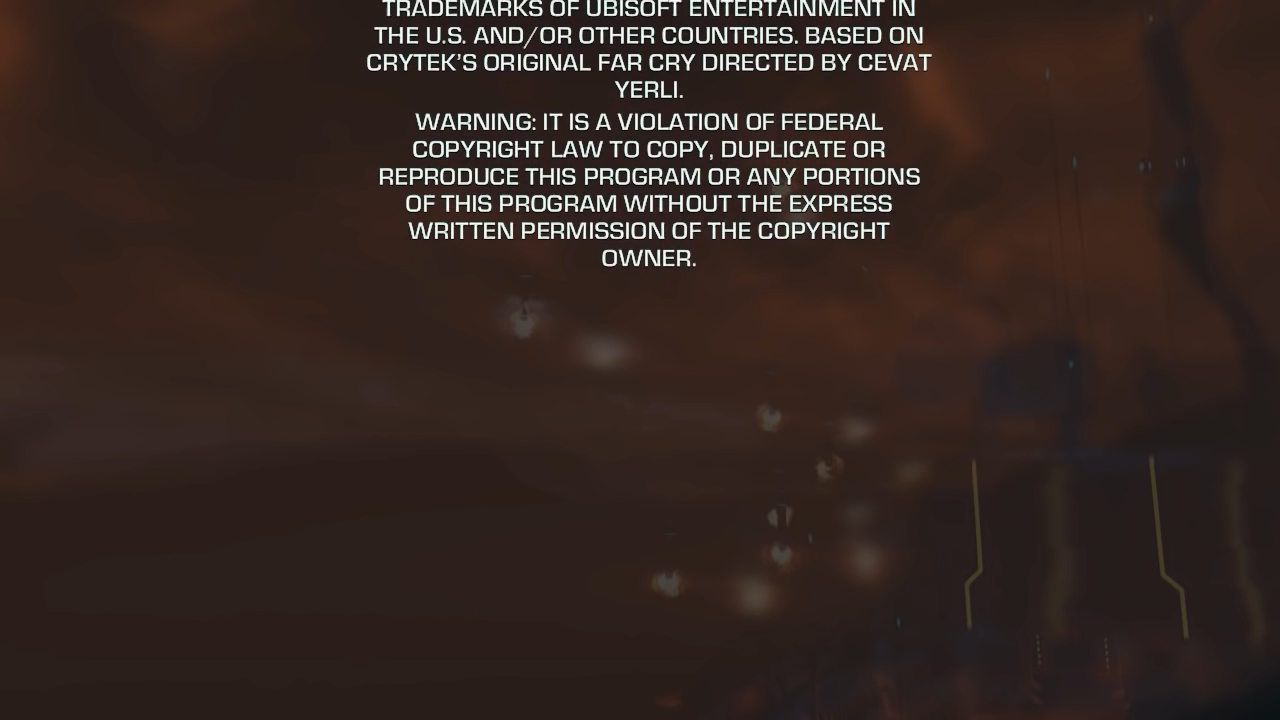 TRADEMARKS OF UBISOFT ENTERTAINMENT IN
THE U.S. AND/OR OTHER COUNTRIES. BASED ON
CRYTEK'S ORIGINAL FAR CRY DIRECTED BY CEVAT
YERLI.
WARNING: IT IS A VIOLATION OF FEDERAL
COPYRIGHT LAW TO COPY, DUPLICATE OR
REPRODUCE THIS PROGRAM OR ANY PORTIONS
OF THIS PROGRAM WITHOUT THE EXPRESS
WRITTEN PERMISSION OF THE COPYRIGHT
OWNER.